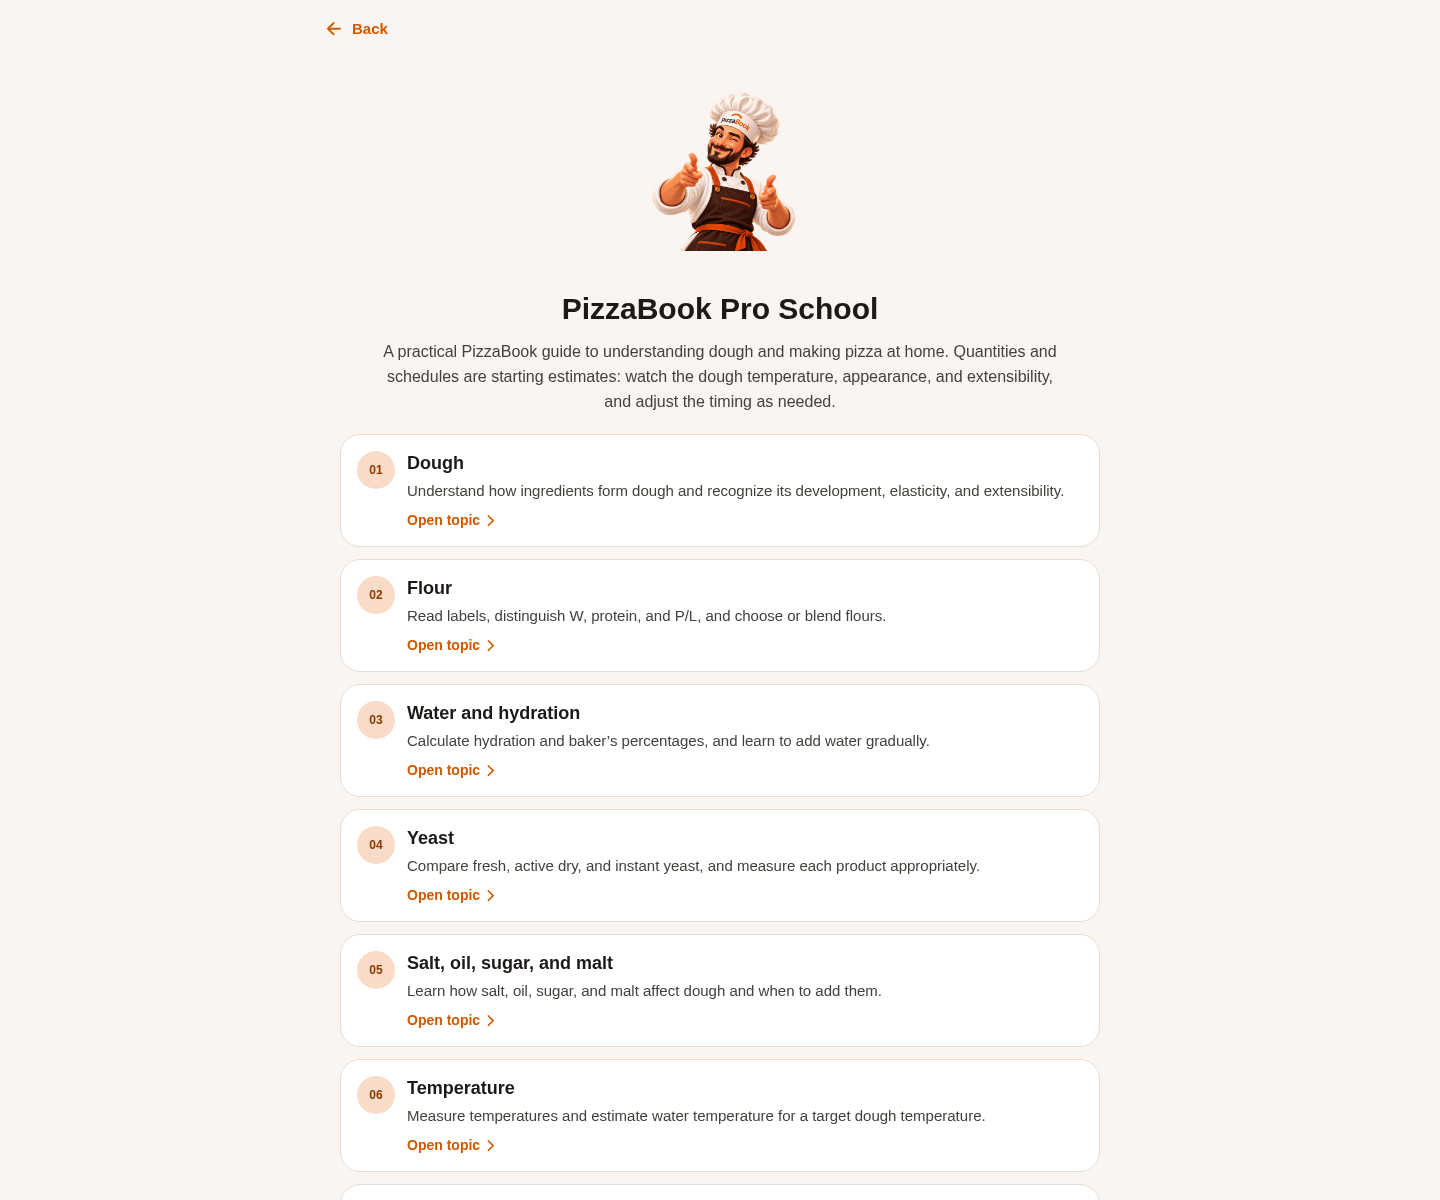 Back
PizzaBook
PizzaBook Pro School
A practical PizzaBook guide to understanding dough and making pizza at home. Quantities and
schedules are starting estimates: watch the dough temperature, appearance, and extensibility,
and adjust the timing as needed.
01
Dough
Understand how ingredients form dough and recognize its development, elasticity, and extensibility.
Open topic
02
Flour
Read labels, distinguish W, protein, and P/L, and choose or blend flours.
Open topic
03
Water and hydration
Calculate hydration and baker’s percentages, and learn to add water gradually.
Open topic
04
Yeast
Compare fresh, active dry, and instant yeast, and measure each product appropriately.
Open topic
05
Salt, oil, sugar, and malt
Learn how salt, oil, sugar, and malt affect dough and when to add them.
Open topic
06
Temperature
Measure temperatures and estimate water temperature for a target dough temperature.
Open topic